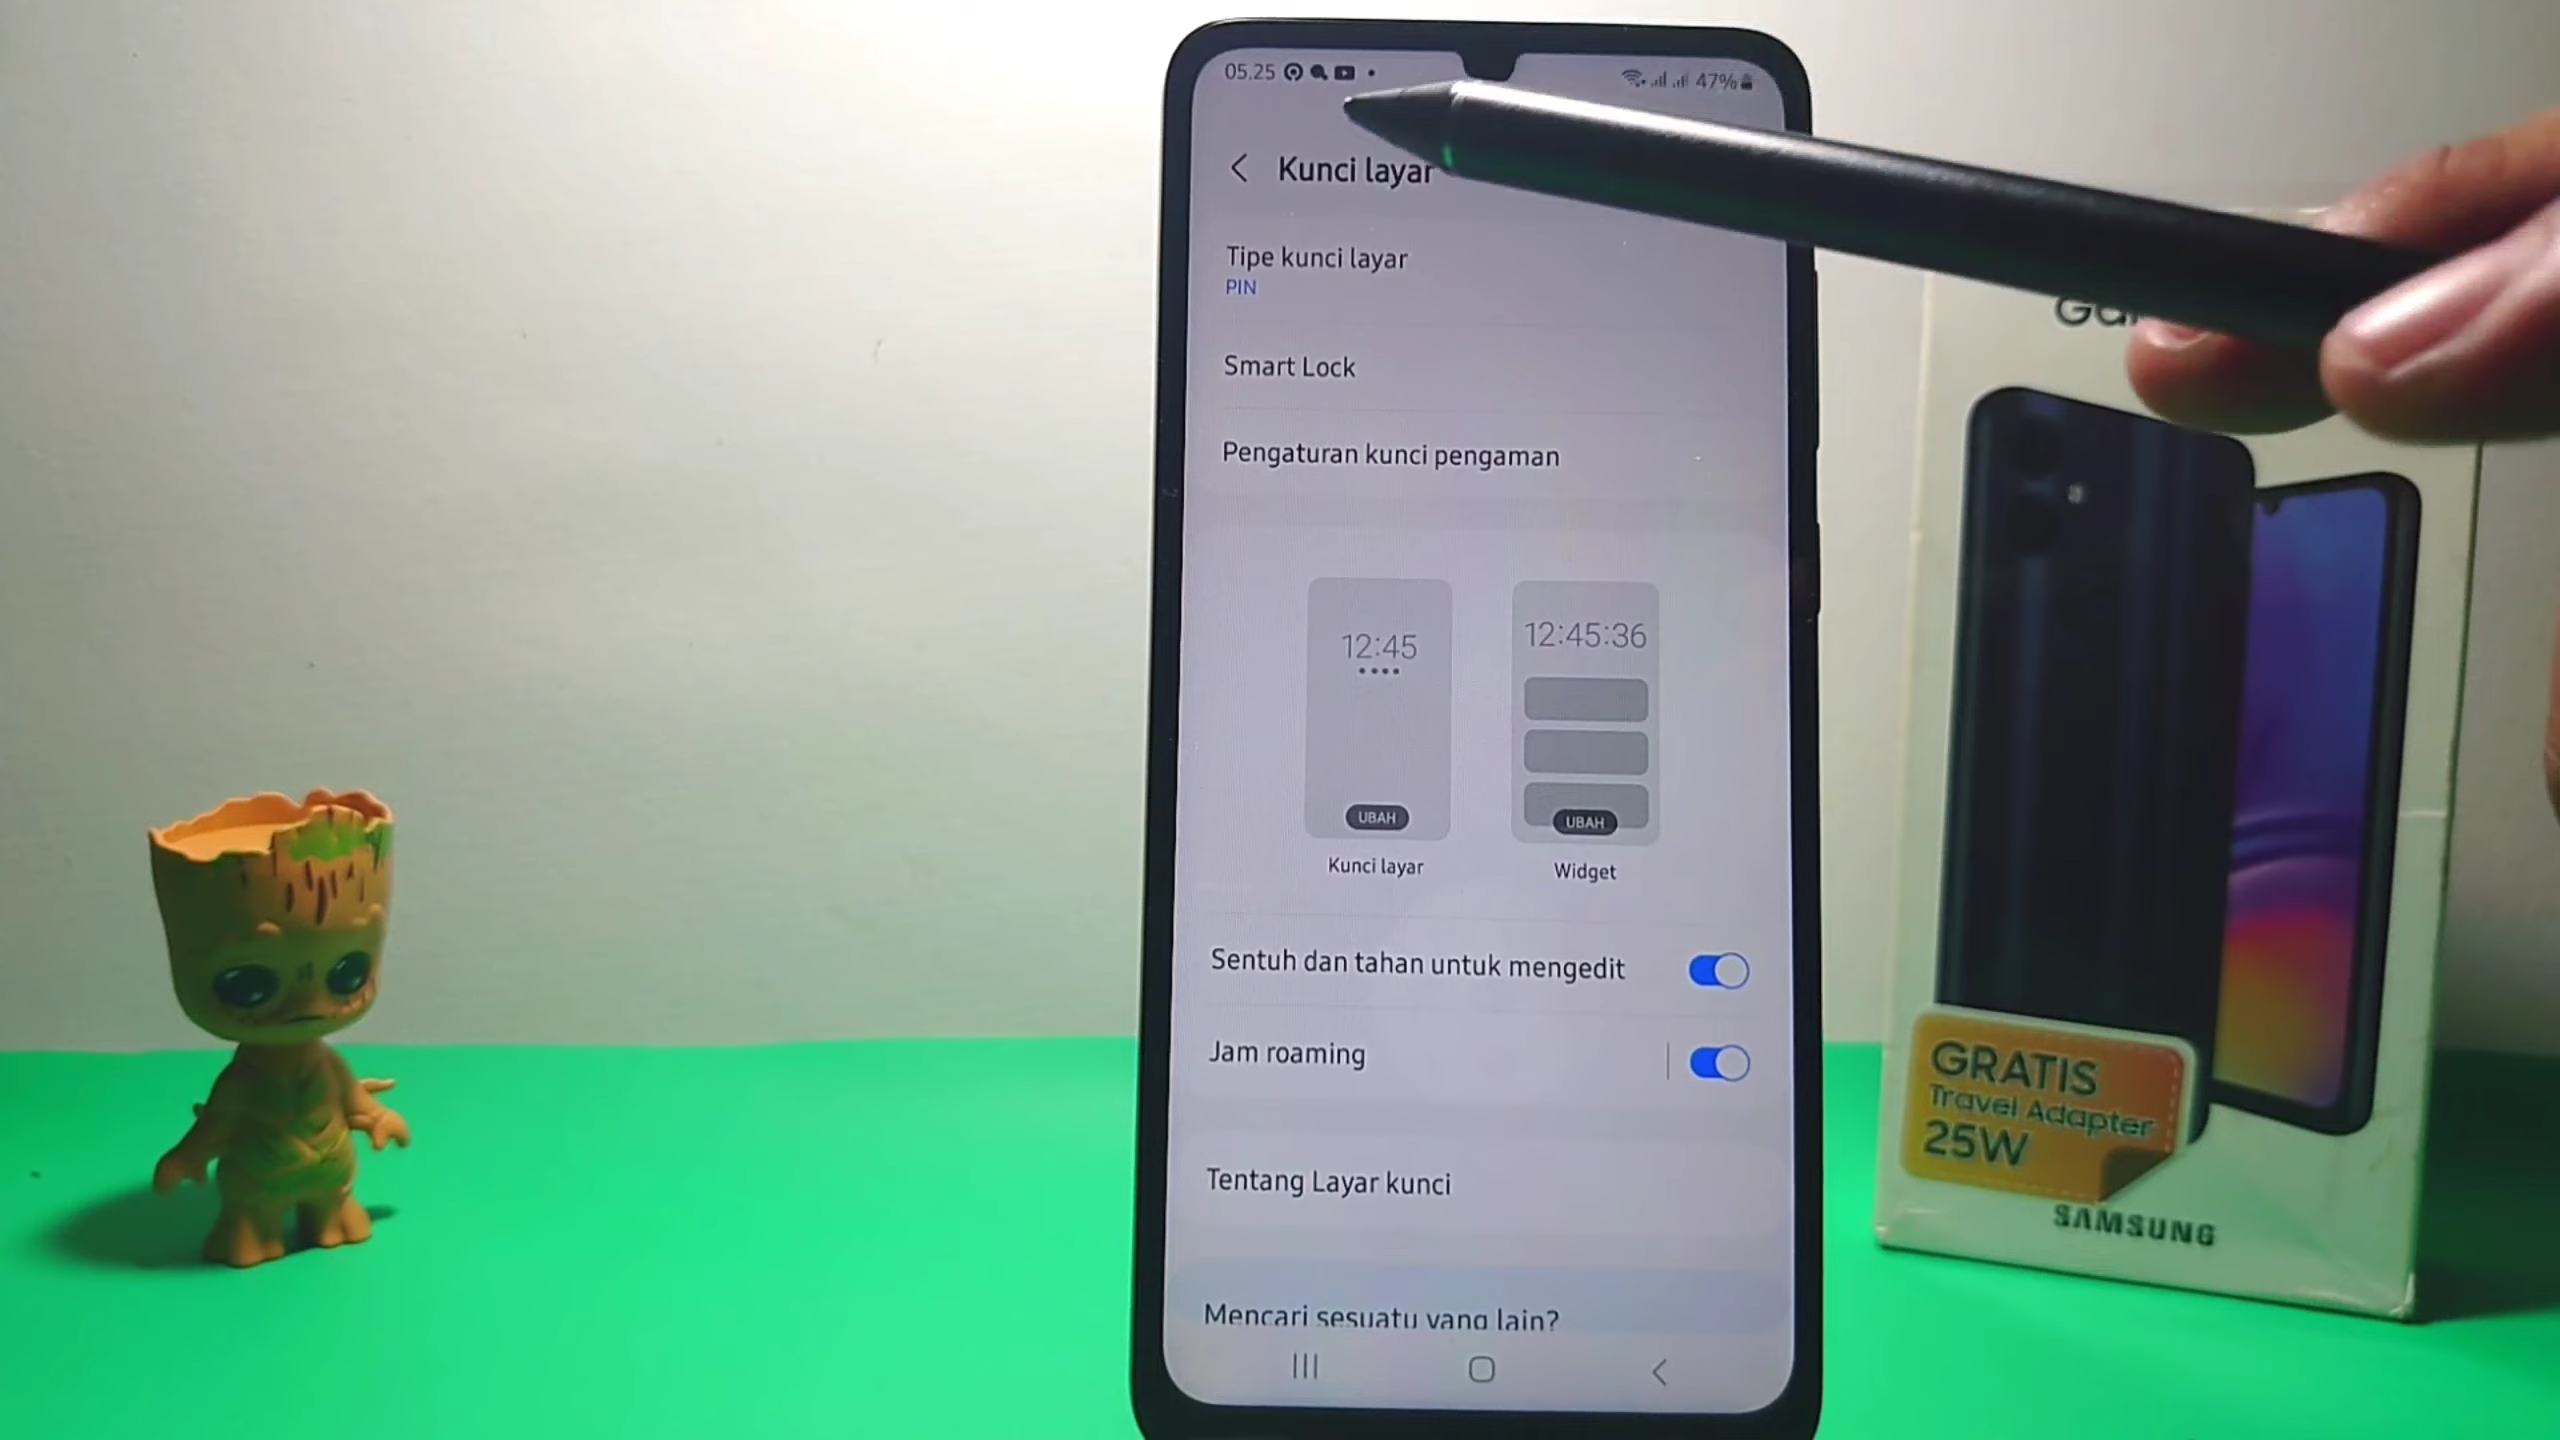 05.25
47%
Kunci layar
Tipe kunci layar
PIN
Smart Lock
Pengaturan kunci pengaman
12:45
UBAH
Kunci layar
12:45:36
UBAH
Widget
Sentuh dan tahan untuk mengedit
Jam roaming
Tentang Layar kunci
Mencari sesuatu yang lain?
GRATIS
Travel Adapter
25W
SAMSUNG